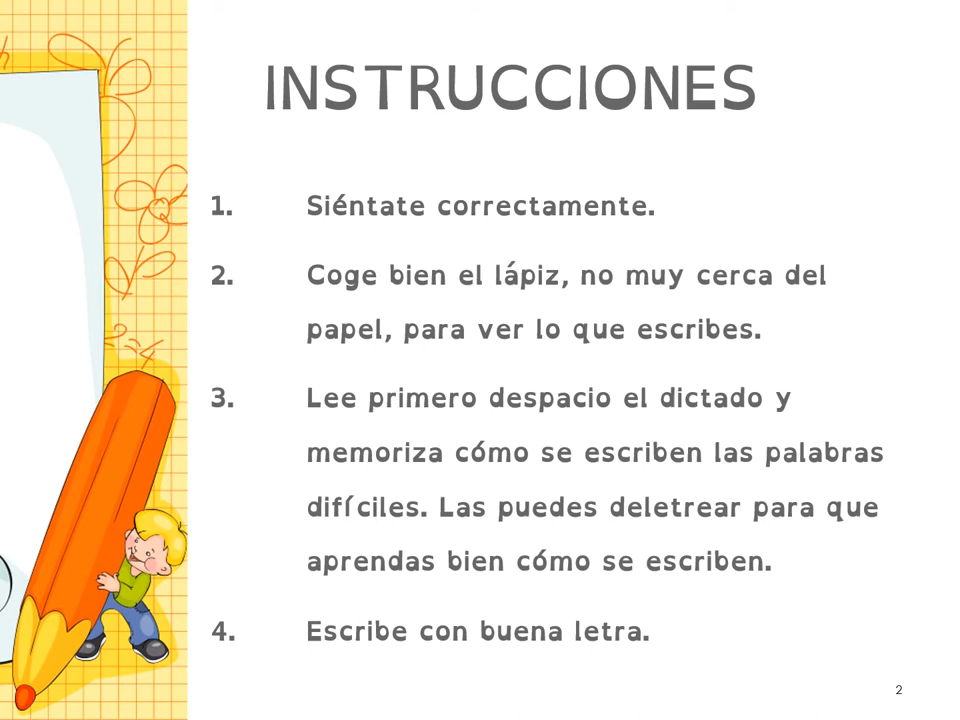 INSTRUCCIONES
1. Siéntate correctamente.
2. Coge bien el lápiz, no muy cerca del
papel, para ver lo que escribes.
3. Lee primero despacio el dictado y
memoriza cómo se escriben las palabras
difíciles. Las puedes deletrear para que
aprendas bien cómo se escriben.
4. Escribe con buena letra.
2